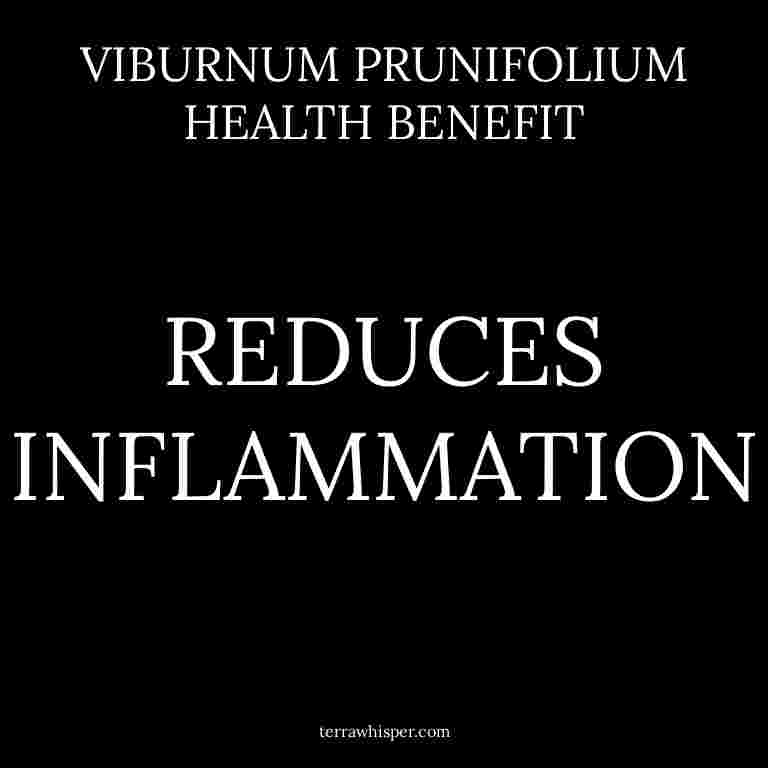 VIBURNUM PRUNIFOLIUM
HEALTH BENEFIT
REDUCES
INFLAMMATION
terrawhisper.com